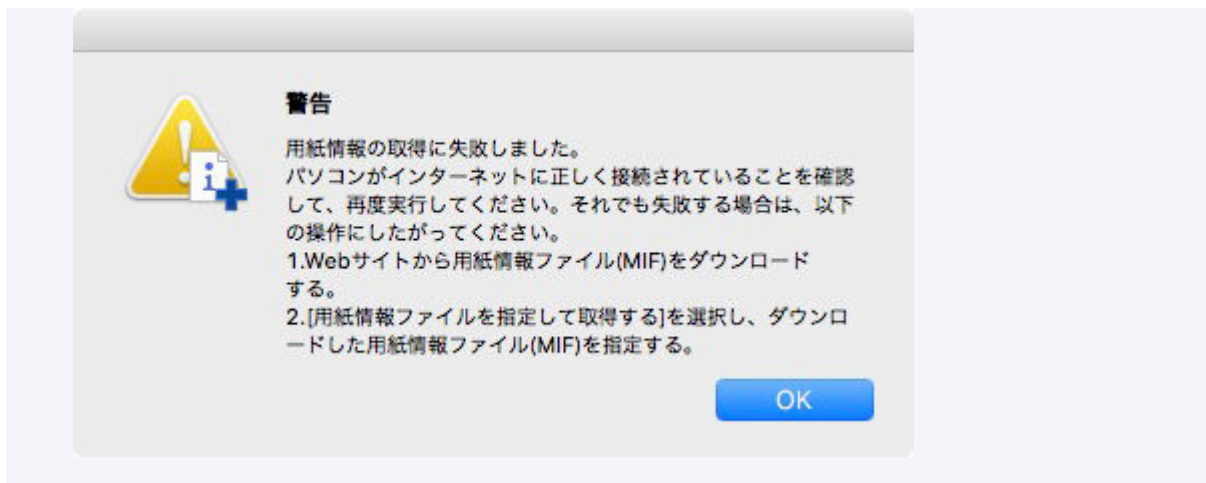 警告
用紙情報の取得に失敗しました。
パソコンがインターネットに正しく接続されていることを確認
して、再度実行してください。それでも失敗する場合は、以下
の操作にしたがってください。
1.Webサイトから用紙情報ファイル(MIF)をダウンロード
する。
2.[用紙情報ファイルを指定して取得する]を選択し、ダウンロ
ードした用紙情報ファイル(MIF)を指定する。
OK